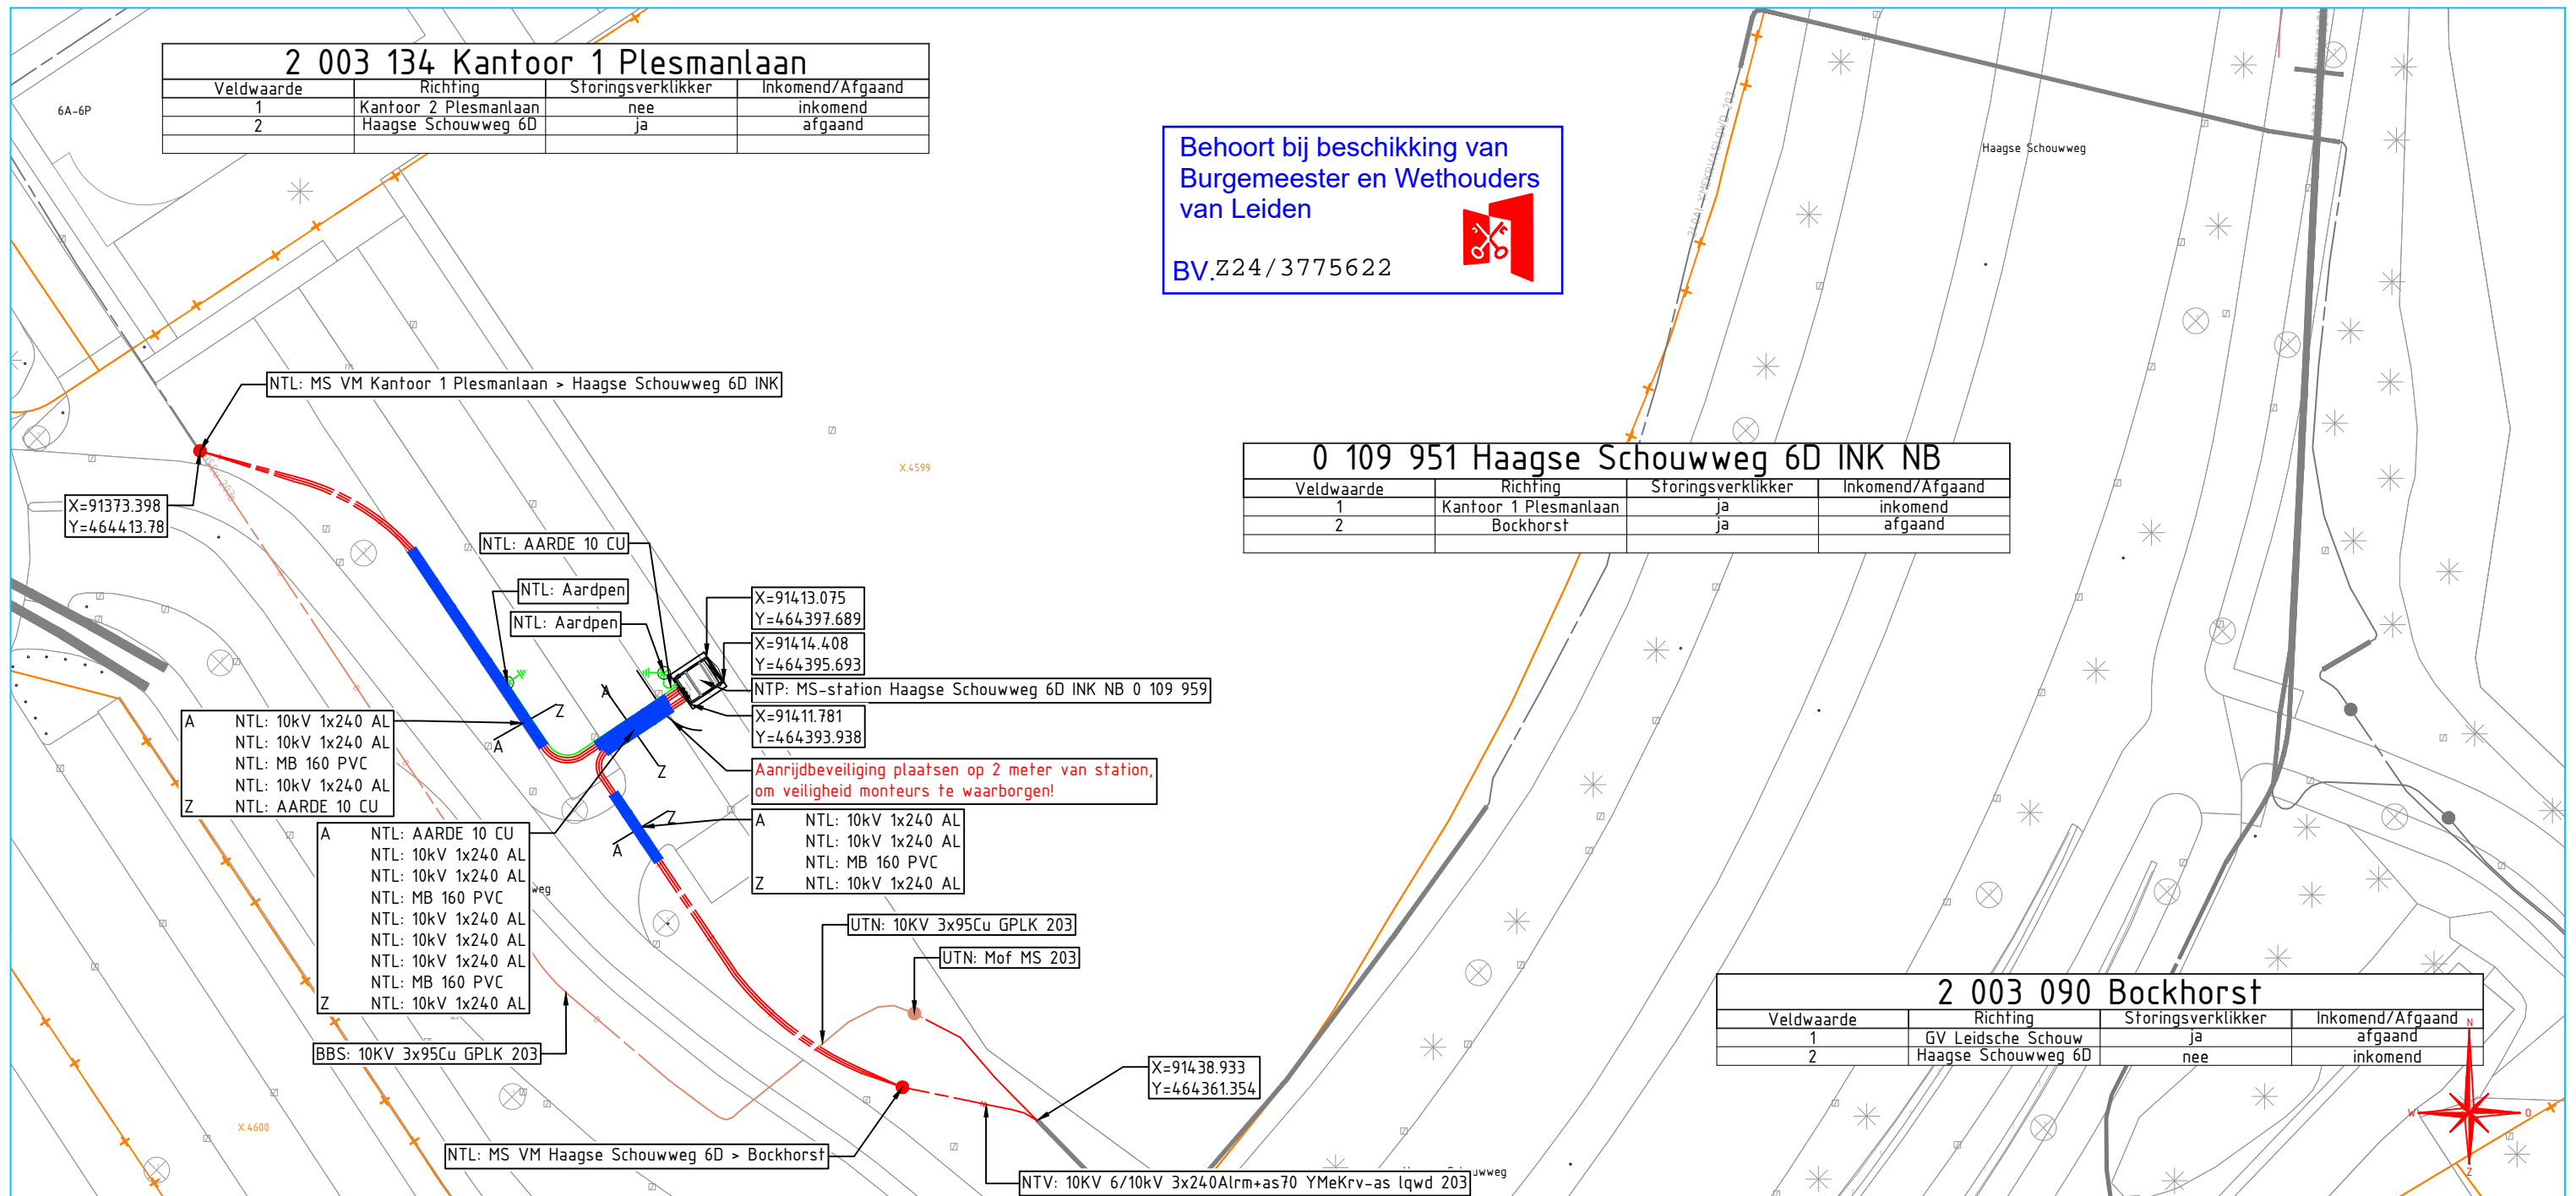 2 003 134 Kantoor 1 Plesmanlaan
Veldwaarde Richting Storingsverklikker Inkomend/Afgaand
1 Kantoor 2 Plesmanlaan nee inkomend
2 Haagse Schouwweg 6D ja afgaand
6A-6P
Behoort bij beschikking van
Burgemeester en Wethouders
van Leiden
BV. Z24/3775622
Haagse Schouwweg
NTL: MS VM Kantoor 1 Plesmanlaan > Haagse Schouwweg 6D INK
X=91373.398
Y=464413.78
X.4599
0 109 951 Haagse Schouwweg 6D INK NB
Veldwaarde Richting Storingsverklikker Inkomend/Afgaand
1 Kantoor 1 Plesmanlaan ja inkomend
2 Bockhorst ja afgaand
NTL: AARDE 10 CU
NTL: Aardpen
NTL: Aardpen
X=91413.075
Y=464397.689
X=91414.408
Y=464395.693
NTP: MS-station Haagse Schouwweg 6D INK NB 0 109 959
X=91411.781
Y=464393.938
Aanrijdbeveiliging plaatsen op 2 meter van station,
om veiligheid monteurs te waarborgen!
A NTL: 10kV 1x240 AL
NTL: 10kV 1x240 AL
NTL: MB 160 PVC
NTL: 10kV 1x240 AL
Z NTL: AARDE 10 CU
A
Z
A
Z
A
Z
A NTL: AARDE 10 CU
NTL: 10kV 1x240 AL
NTL: 10kV 1x240 AL
NTL: MB 160 PVC
NTL: 10kV 1x240 AL
NTL: 10kV 1x240 AL
NTL: 10kV 1x240 AL
NTL: MB 160 PVC
Z NTL: 10kV 1x240 AL
weg
A NTL: 10kV 1x240 AL
NTL: 10kV 1x240 AL
NTL: MB 160 PVC
Z NTL: 10kV 1x240 AL
UTN: 10KV 3x95Cu GPLK 203
UTN: Mof MS 203
BBS: 10KV 3x95Cu GPLK 203
X=91438.933
Y=464361.354
X.4600
NTL: MS VM Haagse Schouwweg 6D > Bockhorst
NTV: 10KV 6/10kV 3x240Alrm+as70 YMeKrv-as lqwd 203
uwweg
2 003 090 Bockhorst
Veldwaarde Richting Storingsverklikker Inkomend/Afgaand
1 GV Leidsche Schouw ja afgaand
2 Haagse Schouwweg 6D nee inkomend
N
W
O
Z